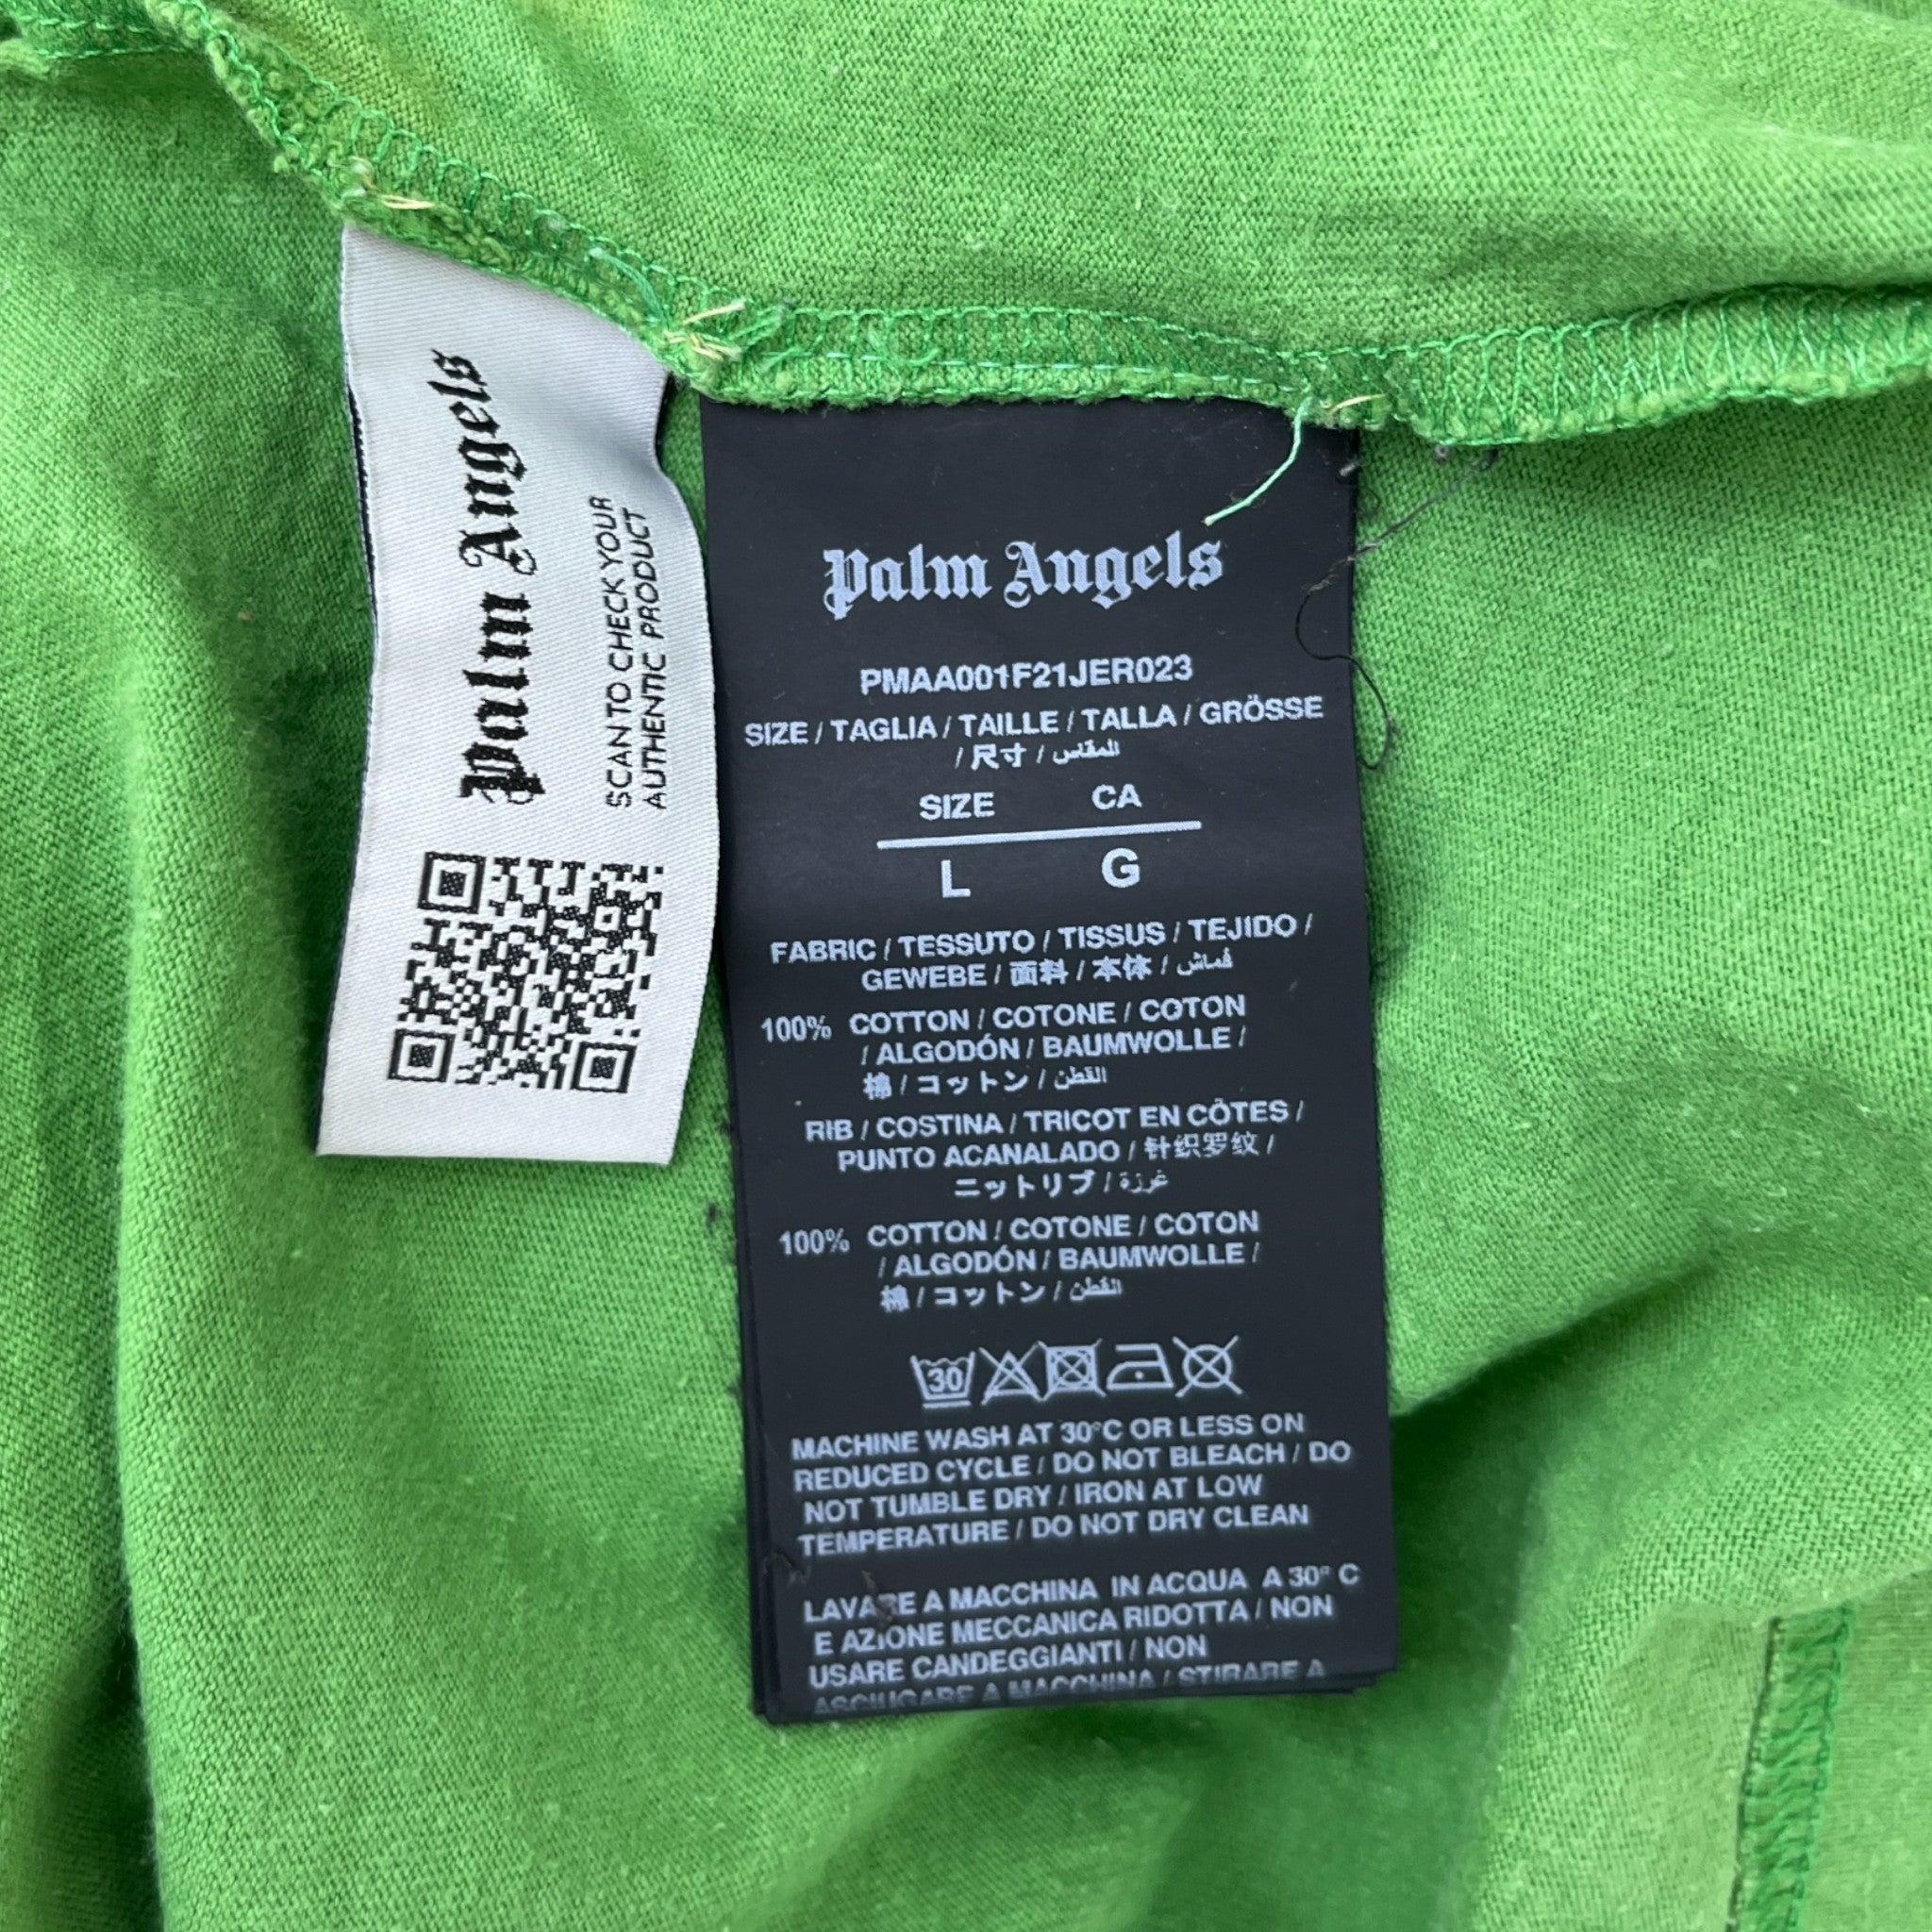 Palm Angels
SCAN TO CHECK YOUR
AUTHENTIC PRODUCT
Palm Angels
PMAA001F21JER023
SIZE / TAGLIA / TAILLE / TALLA / GRÖSSE
/ 尺寸 / المقاس
SIZE CA
L G
FABRIC / TESSUTO / TISSUS / TEJIDO /
GEWEBE / 面料 / 本体 / قماش
100% COTTON / COTONE / COTON
/ ALGODÓN / BAUMWOLLE /
棉 / コットン / القطن
RIB / COSTINA / TRICOT EN CÔTES /
PUNTO ACANALADO / 针织罗纹 /
ニットリブ / غرزة
100% COTTON / COTONE / COTON
/ ALGODÓN / BAUMWOLLE /
棉 / コットン / القطن
30
MACHINE WASH AT 30°C OR LESS ON
REDUCED CYCLE / DO NOT BLEACH / DO
NOT TUMBLE DRY / IRON AT LOW
TEMPERATURE / DO NOT DRY CLEAN
LAVARE A MACCHINA IN ACQUA A 30° C
E AZIONE MECCANICA RIDOTTA / NON
USARE CANDEGGIANTI / NON
ASCIUGARE A MACCHINA / STIRARE A